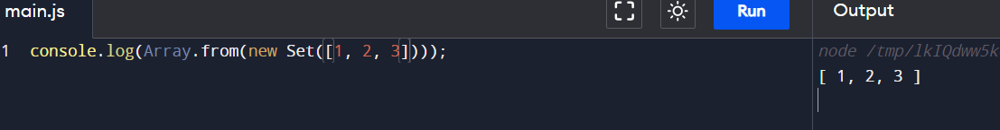 main.js
Run
Output
1 console.log(Array.from(new Set([1, 2, 3])));
node /tmp/lkIQdww5k
[ 1, 2, 3 ]